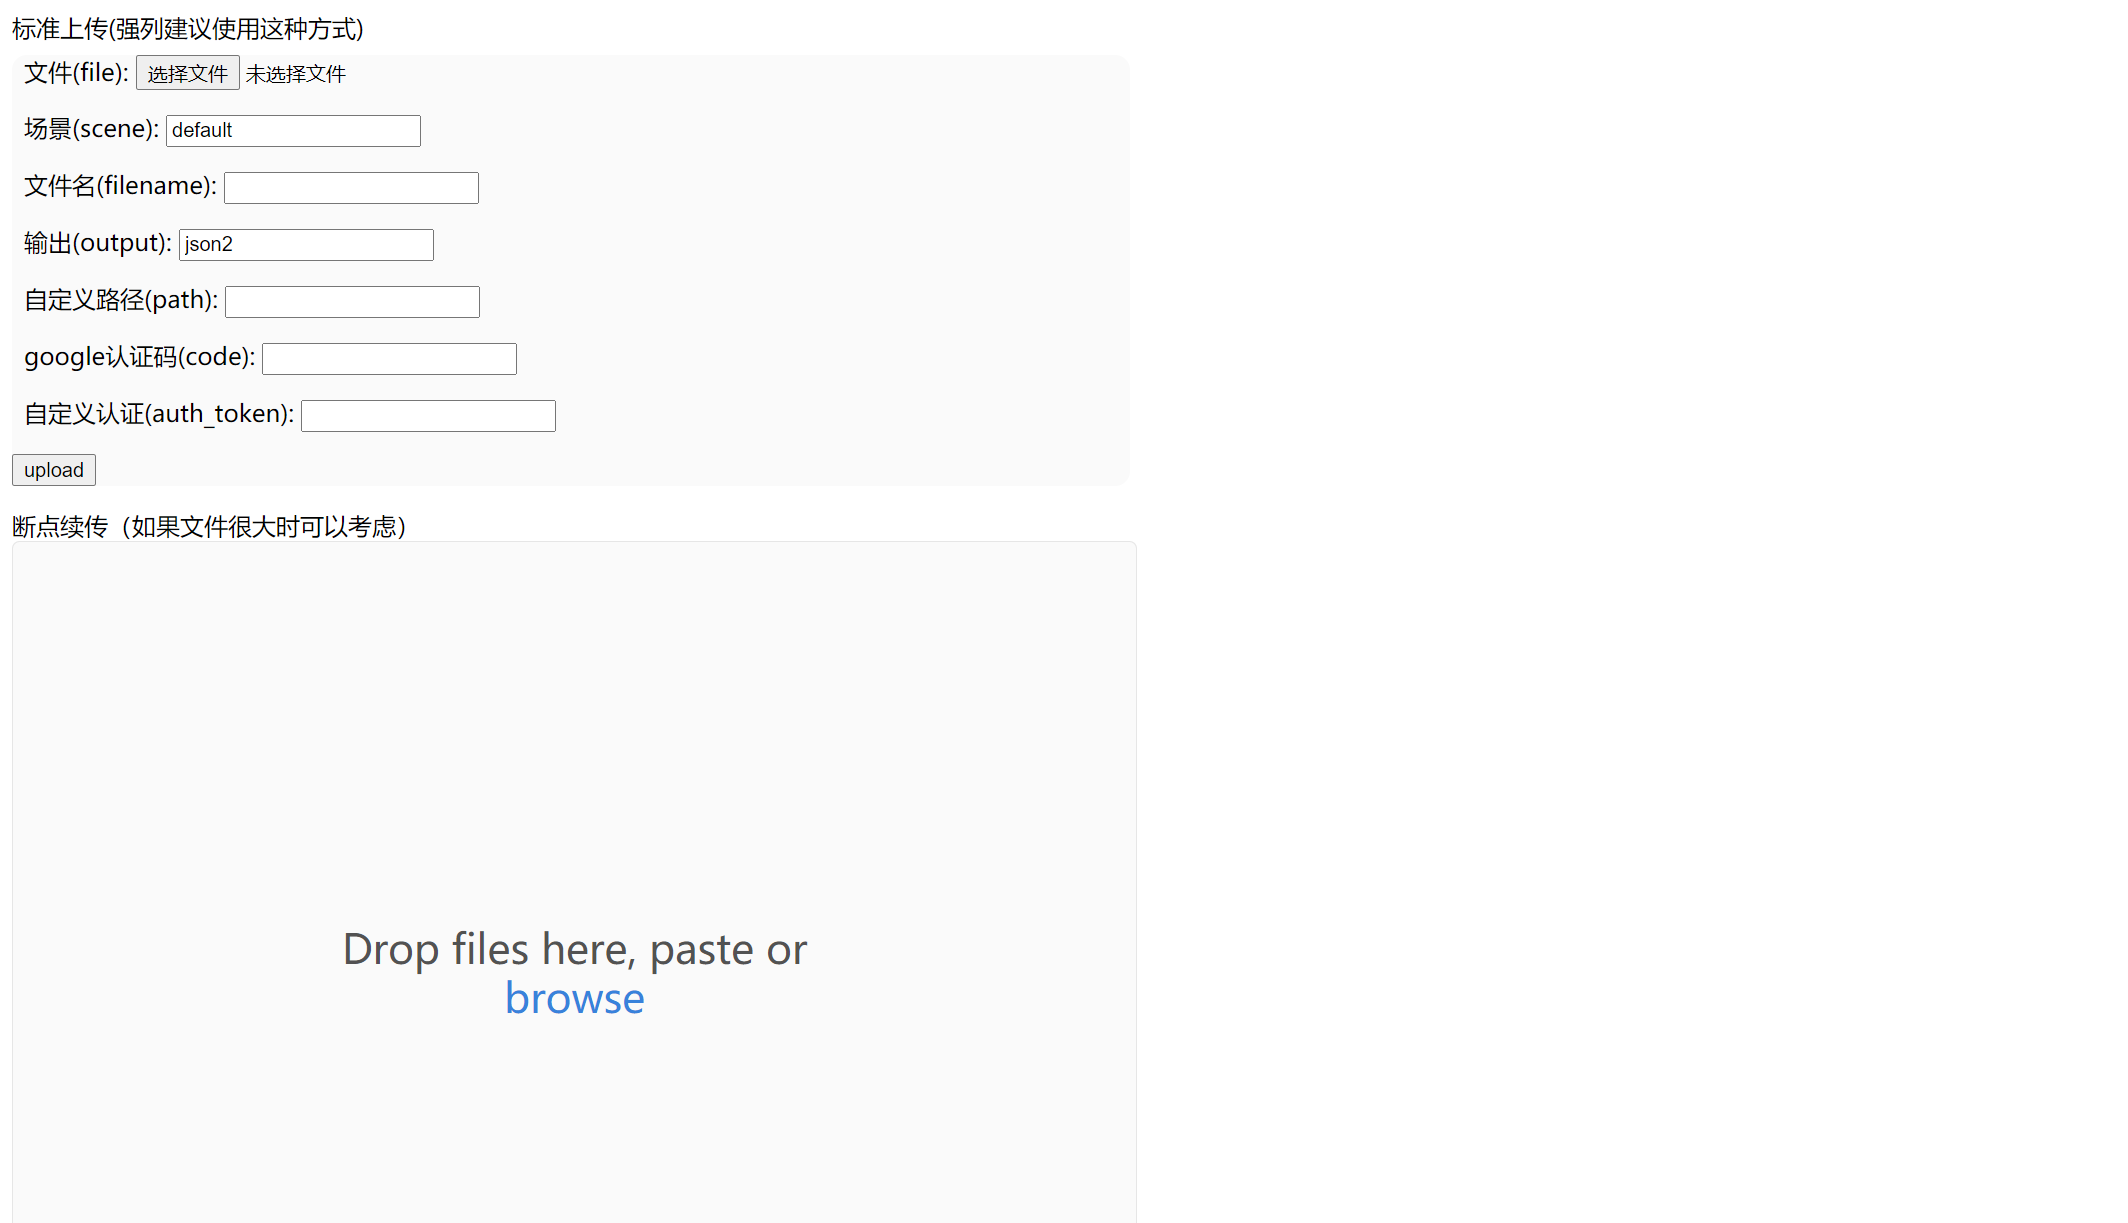 标准上传(强列建议使用这种方式)
文件(file): 选择文件 未选择文件
场景(scene): default
文件名(filename):
输出(output): json2
自定义路径(path):
google认证码(code):
自定义认证(auth_token):
upload
断点续传（如果文件很大时可以考虑）
Drop files here, paste or
browse